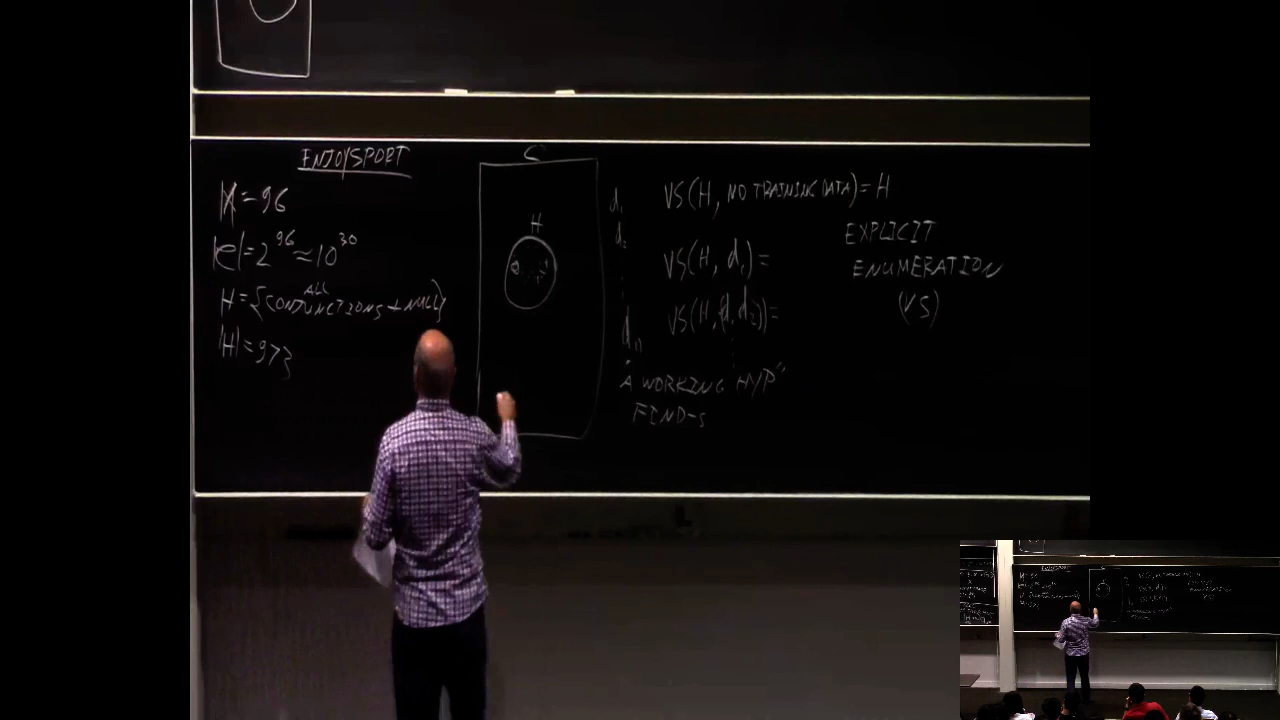 ENJOYSPORT
|X| = 96
|C| = 2^96 ≈ 10^30
H = {ALL CONJUNCTIONS + NULL}
|H| = 973
C
H
d1
d2
dn
VS(H, NO TRAINING DATA) = H
VS(H, d1) =
VS(H, {d1, d2}) =
"A WORKING HYP"
FIND-S
EXPLICIT
ENUMERATION
(VS)